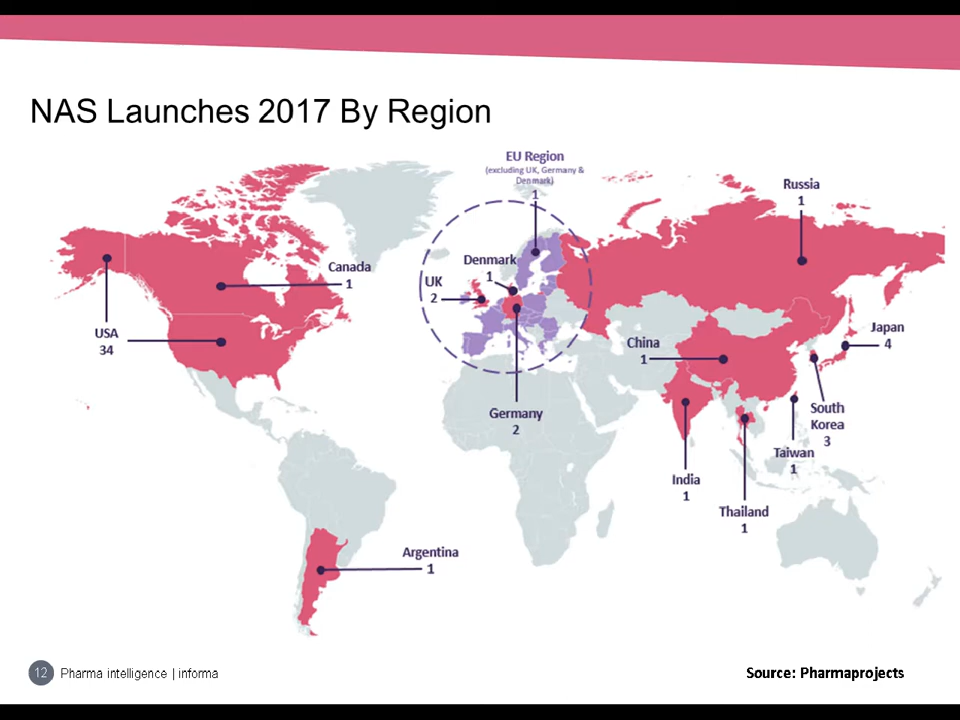 NAS Launches 2017 By Region
EU Region
(excluding UK, Germany &
Denmark)
1
Russia
1
Denmark
1
Canada
1
UK
2
USA
34
Japan
4
China
1
Germany
2
South
Korea
3
Taiwan
1
India
1
Thailand
1
Argentina
1
12 Pharma intelligence | informa
Source: Pharmaprojects